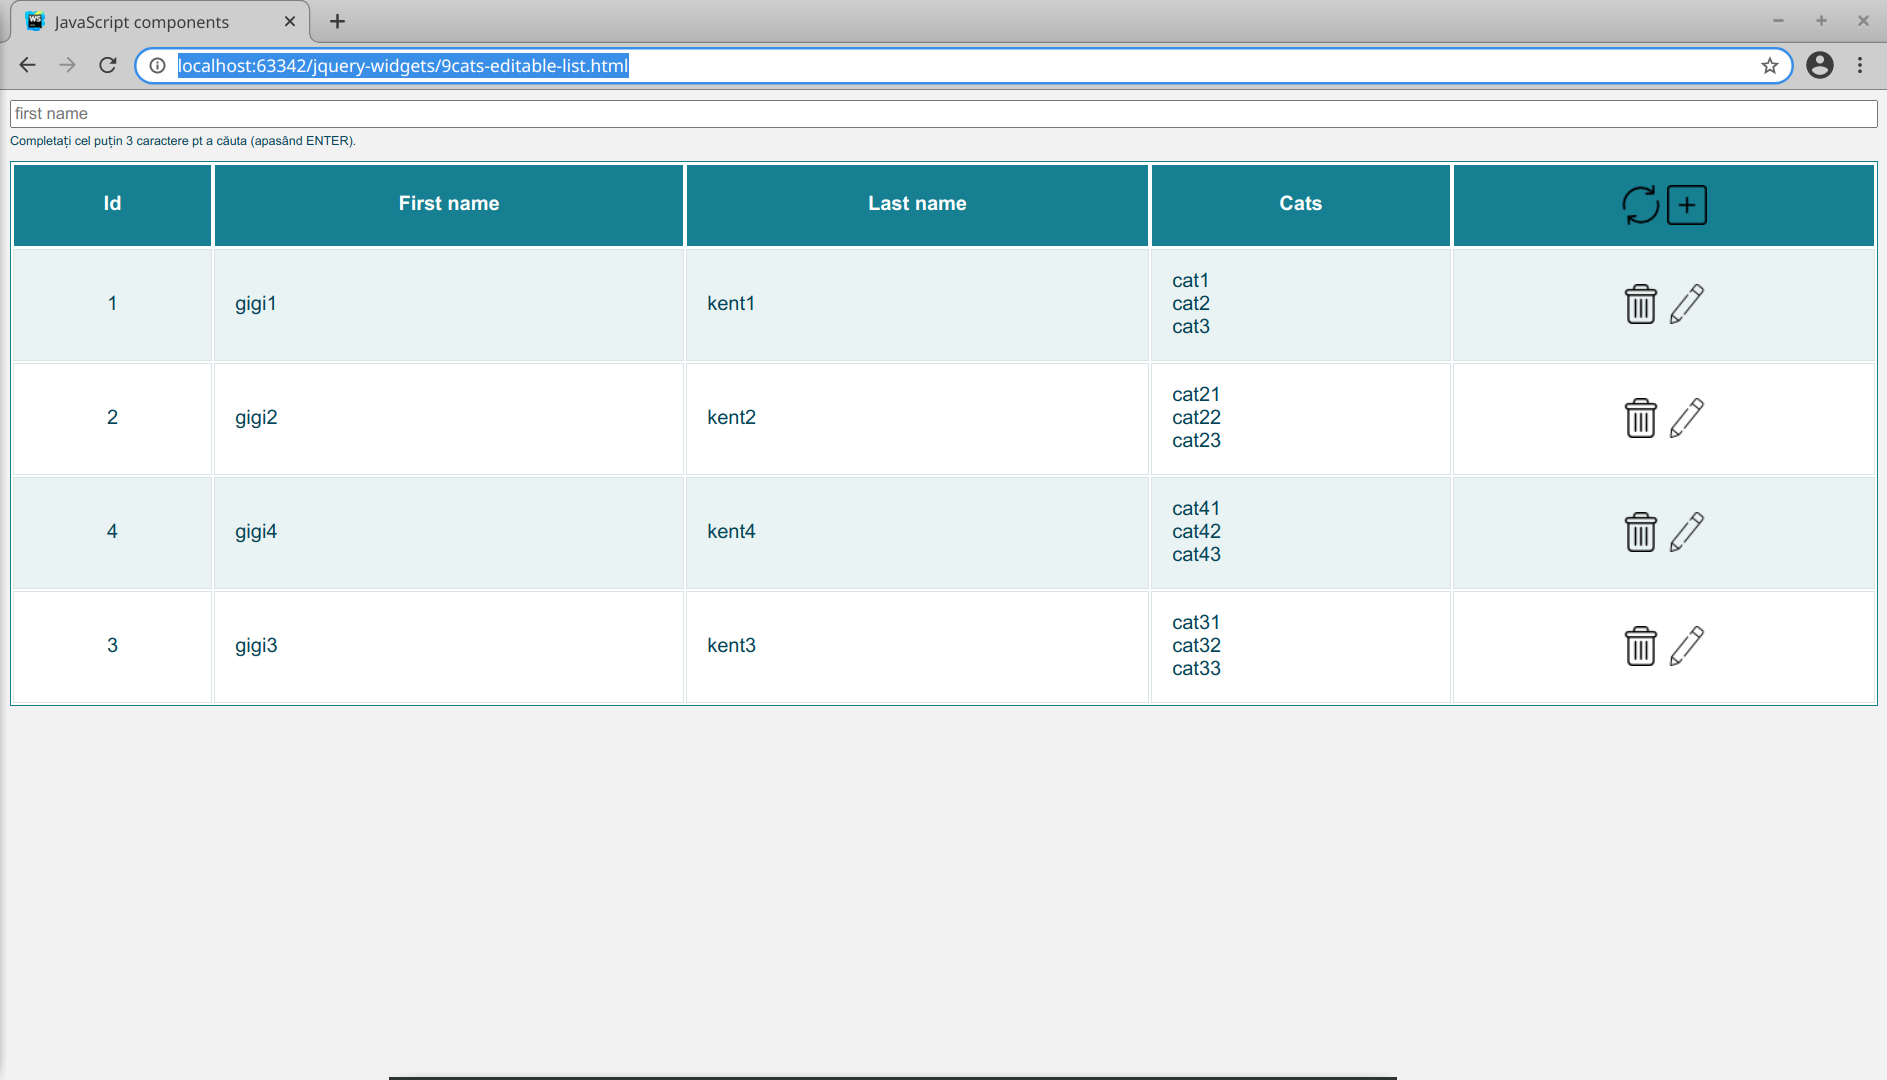 JavaScript components
localhost:63342/jquery-widgets/9cats-editable-list.html
first name
Completați cel puțin 3 caractere pt a căuta (apasând ENTER).
Id First name Last name Cats
1 gigi1 kent1 cat1
cat2
cat3
2 gigi2 kent2 cat21
cat22
cat23
4 gigi4 kent4 cat41
cat42
cat43
3 gigi3 kent3 cat31
cat32
cat33